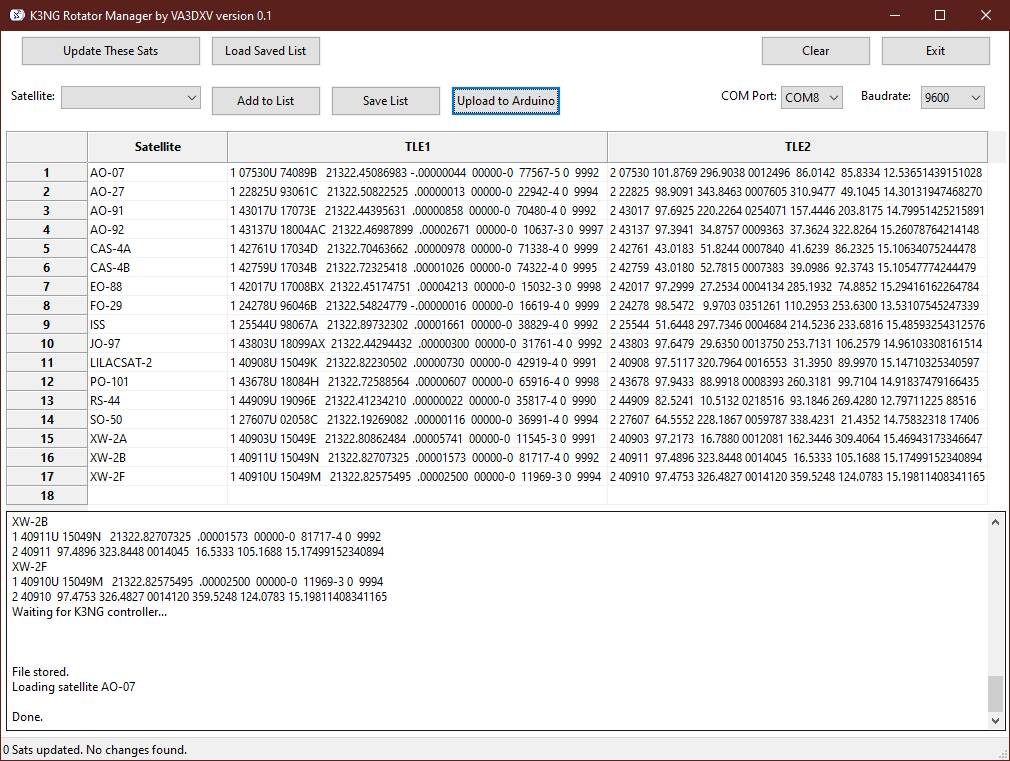 K3NG Rotator Manager by VA3DXV version 0.1
Update These Sats Load Saved List Clear Exit
Satellite: Add to List Save List Upload to Arduino COM Port: COM8 Baudrate: 9600
Satellite TLE1 TLE2
1 AO-07 1 07530U 74089B 21322.45086983 -.00000044 00000-0 77567-5 0 9992 2 07530 101.8769 296.9038 0012496 86.0142 85.8334 12.53651439151028
2 AO-27 1 22825U 93061C 21322.50822525 .00000013 00000-0 22942-4 0 9994 2 22825 98.9091 343.8463 0007605 310.9477 49.1045 14.30131947468270
3 AO-91 1 43017U 17073E 21322.44395631 .00000858 00000-0 70480-4 0 9992 2 43017 97.6925 220.2264 0254071 157.4446 203.8175 14.79951425215891
4 AO-92 1 43137U 18004AC 21322.46987899 .00002671 00000-0 10637-3 0 9997 2 43137 97.3941 34.8757 0009363 37.3624 322.8264 15.26078764214148
5 CAS-4A 1 42761U 17034D 21322.70463662 .00000978 00000-0 71338-4 0 9999 2 42761 43.0183 51.8244 0007840 41.6239 86.2325 15.10634075244478
6 CAS-4B 1 42759U 17034B 21322.72325418 .00001026 00000-0 74322-4 0 9995 2 42759 43.0180 52.7815 0007383 39.0986 92.3743 15.10547774244479
7 EO-88 1 42017U 17008BX 21322.45174751 .00004213 00000-0 15032-3 0 9998 2 42017 97.2999 27.2534 0004134 285.1932 74.8852 15.29416162264784
8 FO-29 1 24278U 96046B 21322.54824779 -.00000016 00000-0 16619-4 0 9999 2 24278 98.5472 9.9703 0351261 110.2953 253.6300 13.53107545247339
9 ISS 1 25544U 98067A 21322.89732302 .00001661 00000-0 38829-4 0 9992 2 25544 51.6448 297.7346 0004684 214.5236 233.6816 15.48593254312576
10 JO-97 1 43803U 18099AX 21322.44294432 .00000300 00000-0 31761-4 0 9992 2 43803 97.6479 29.6350 0013750 253.7131 106.2579 14.96103308161514
11 LILACSAT-2 1 40908U 15049K 21322.82230502 .00000730 00000-0 42919-4 0 9991 2 40908 97.5117 320.7964 0016553 31.3950 89.9970 15.14710325340597
12 PO-101 1 43678U 18084H 21322.72588564 .00000607 00000-0 65916-4 0 9998 2 43678 97.9433 88.9918 0008393 260.3181 99.7104 14.91837479166435
13 RS-44 1 44909U 19096E 21322.41234210 .00000022 00000-0 35817-4 0 9990 2 44909 82.5241 10.5132 0218516 93.1846 269.4280 12.79711225 88516
14 SO-50 1 27607U 02058C 21322.19269082 .00000116 00000-0 36991-4 0 9994 2 27607 64.5552 228.1867 0059787 338.4231 21.4352 14.75832318 17406
15 XW-2A 1 40903U 15049E 21322.80862484 .00005741 00000-0 11545-3 0 9991 2 40903 97.2173 16.7880 0012081 162.3446 309.4064 15.46943173346647
16 XW-2B 1 40911U 15049N 21322.82707325 .00001573 00000-0 81717-4 0 9992 2 40911 97.4896 323.8448 0014045 16.5333 105.1688 15.17499152340894
17 XW-2F 1 40910U 15049M 21322.82575495 .00002500 00000-0 11969-3 0 9994 2 40910 97.4753 326.4827 0014120 359.5248 124.0783 15.19811408341165
18
XW-2B
1 40911U 15049N 21322.82707325 .00001573 00000-0 81717-4 0 9992
2 40911 97.4896 323.8448 0014045 16.5333 105.1688 15.17499152340894
XW-2F
1 40910U 15049M 21322.82575495 .00002500 00000-0 11969-3 0 9994
2 40910 97.4753 326.4827 0014120 359.5248 124.0783 15.19811408341165
Waiting for K3NG controller...
File stored.
Loading satellite AO-07
Done.
0 Sats updated. No changes found.